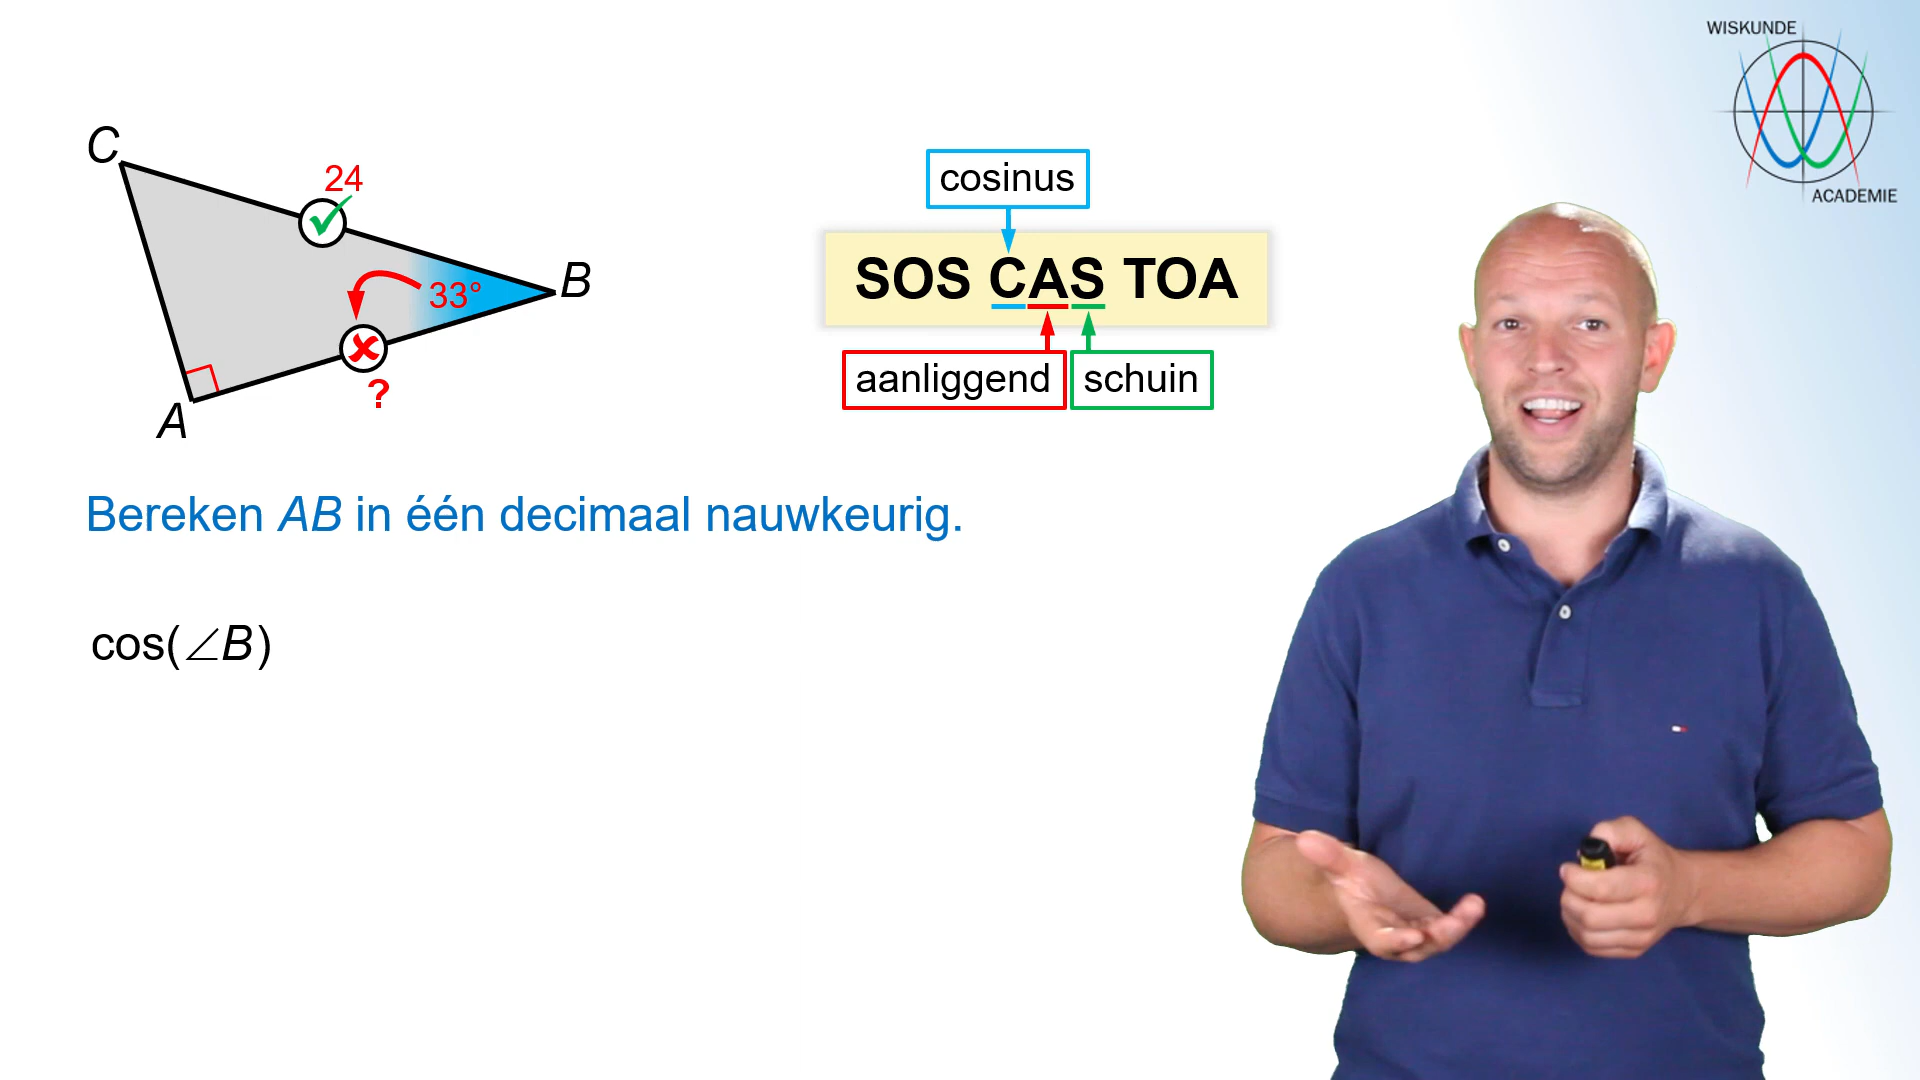 WISKUNDE
ACADEMIE
C
24
33°
B
?
A
cosinus
SOS CAS TOA
aanliggend
schuin
Bereken AB in één decimaal nauwkeurig.
cos(∠B)